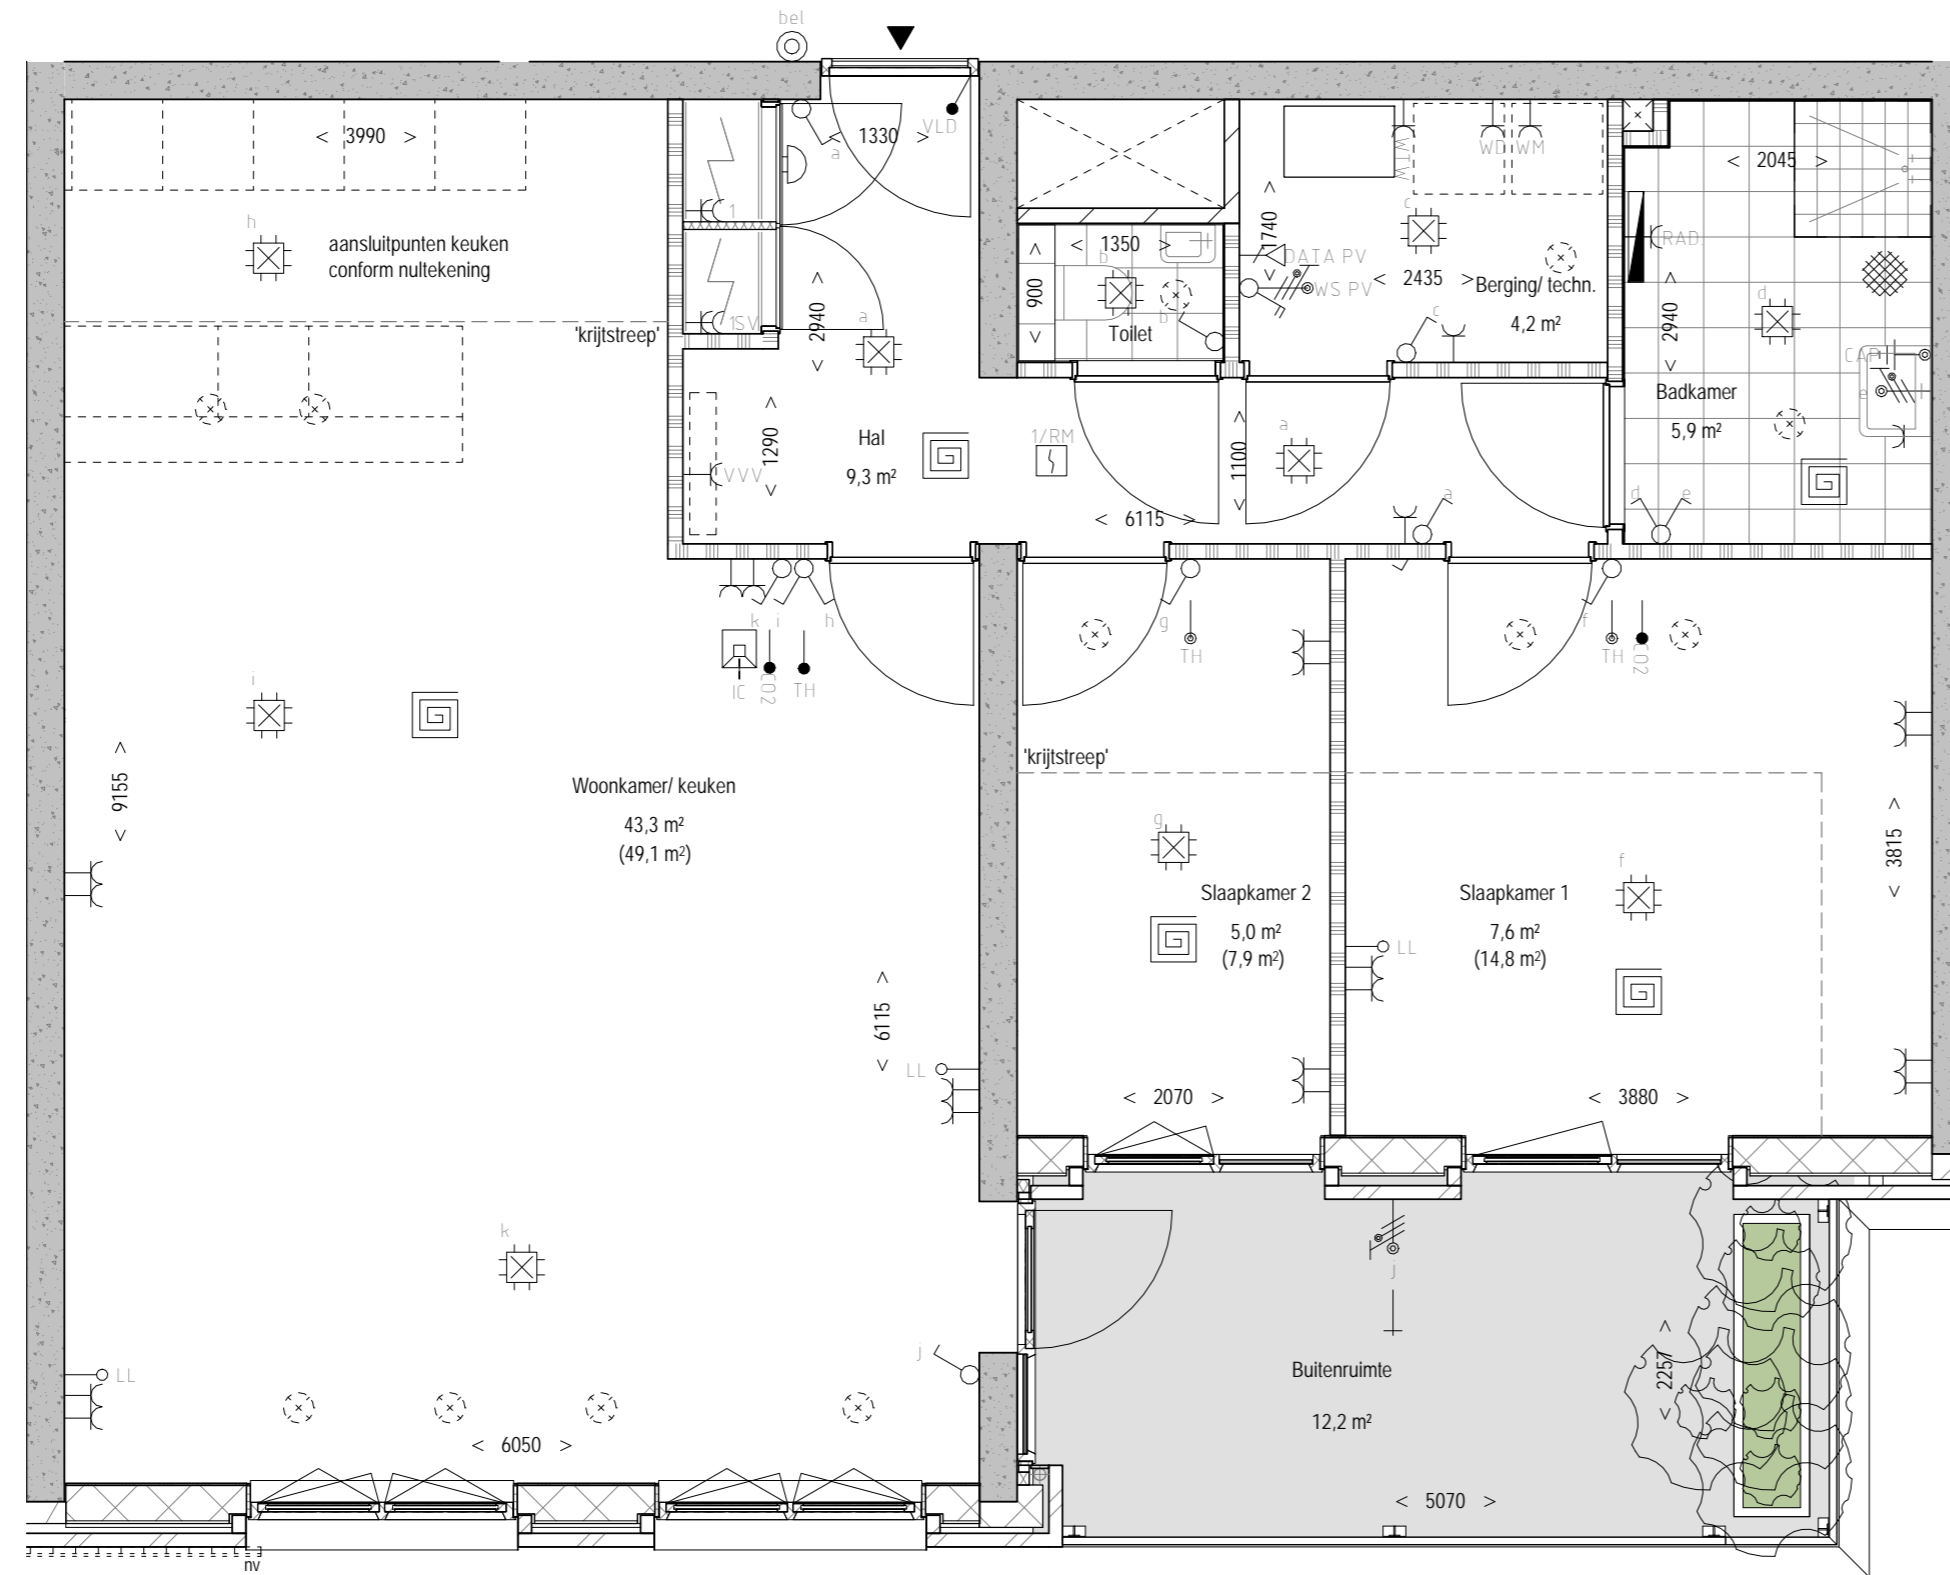 bel
< 3990 >
< 1330 >
VLD
a
WTW
WD WM
< 2045 >
h
aansluitpunten keuken
conform nultekening
1
1SV
'krijtstreep'
< 2940 >
a
< 1350 >
b
< 900 >
b
Toilet
< 1740 >
DATA PV
WS PV
c
< 2435 >
Berging/ techn.
4,2 m²
c
RAD.
< 2940 >
d
CAP
e
Badkamer
5,9 m²
VVV
< 1290 >
Hal
9,3 m²
1/RM
< 1100 >
a
< 6115 >
a
d e
k i h
IC
CO2
TH
g
TH
f
TH
CO2
i
< 9155 >
Woonkamer/ keuken
43,3 m²
(49,1 m²)
'krijtstreep'
g
Slaapkamer 2
5,0 m²
(7,9 m²)
Slaapkamer 1
7,6 m²
(14,8 m²)
f
< 3815 >
LL
< 6115 >
LL
< 2070 >
< 3880 >
k
j
j
LL
Buitenruimte
12,2 m²
< 2257 >
< 6050 >
< 5070 >
nv